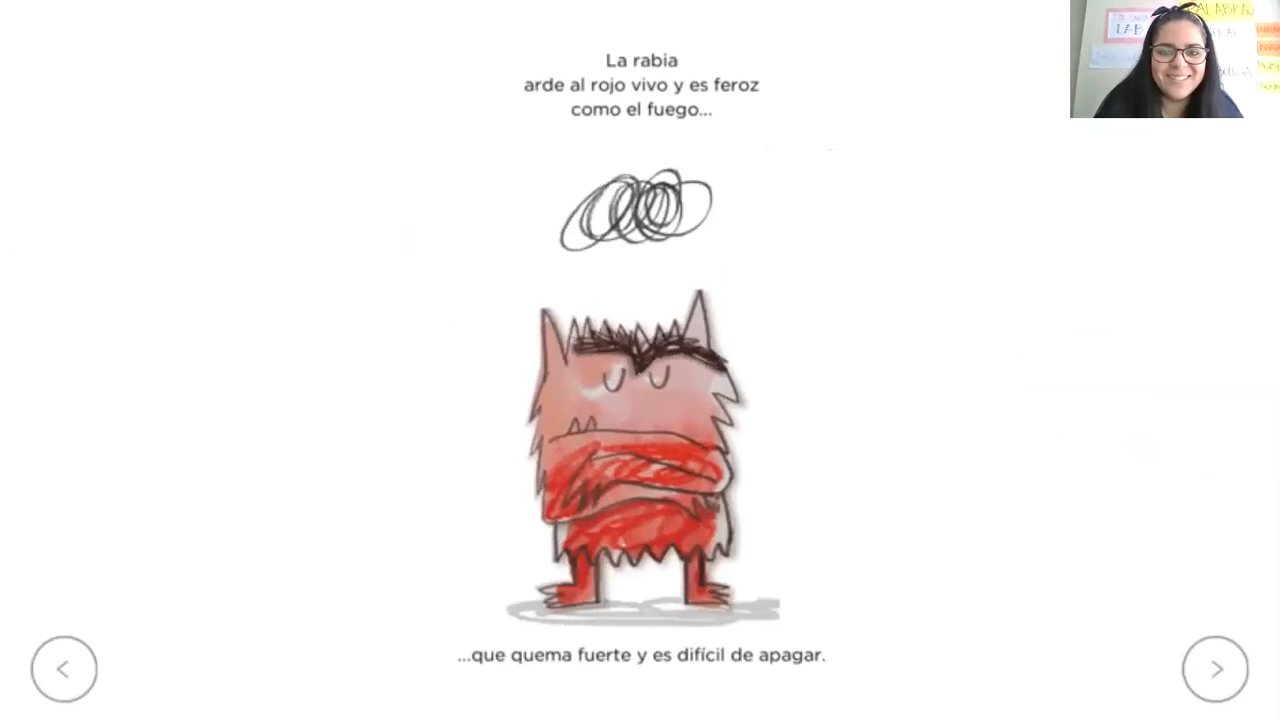 La rabia
arde al rojo vivo y es feroz
como el fuego...
...que quema fuerte y es difícil de apagar.